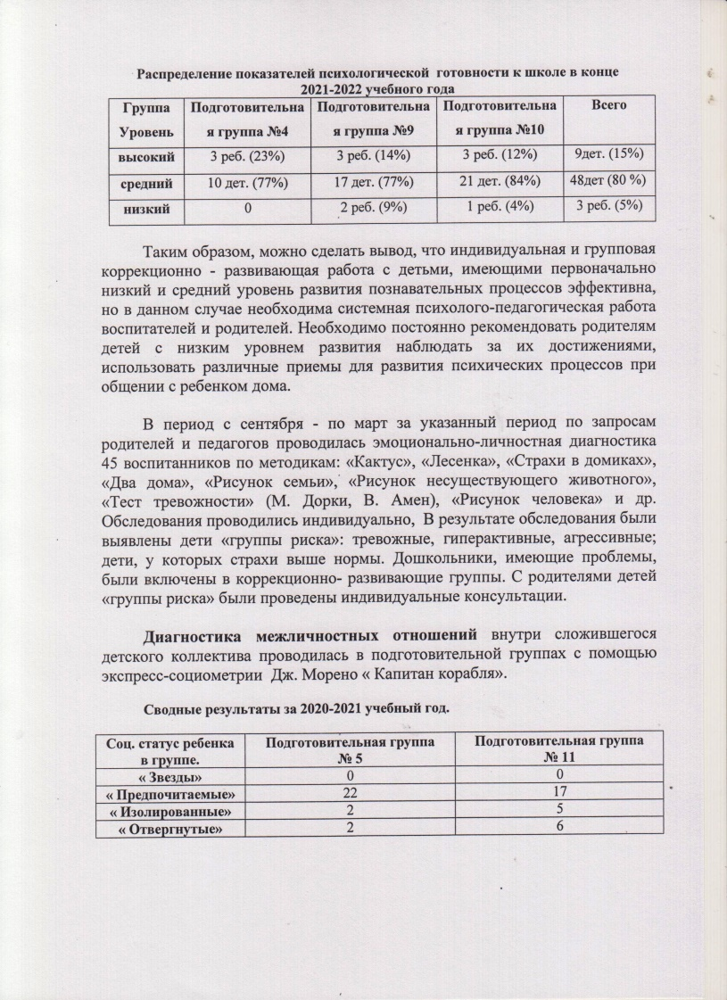 Распределение показателей психологической готовности к школе в конце
2021-2022 учебного года
Группа Подготовительна Подготовительна Подготовительна Всего
Уровень я группа №4 я группа №9 я группа №10
высокий 3 реб. (23%) 3 реб. (14%) 3 реб. (12%) 9дет. (15%)
средний 10 дет. (77%) 17 дет. (77%) 21 дет. (84%) 48дет (80 %)
низкий 0 2 реб. (9%) 1 реб. (4%) 3 реб. (5%)
Таким образом, можно сделать вывод, что индивидуальная и групповая
коррекционно - развивающая работа с детьми, имеющими первоначально
низкий и средний уровень развития познавательных процессов эффективна,
но в данном случае необходима системная психолого-педагогическая работа
воспитателей и родителей. Необходимо постоянно рекомендовать родителям
детей с низким уровнем развития наблюдать за их достижениями,
использовать различные приемы для развития психических процессов при
общении с ребенком дома.
В период с сентября - по март за указанный период по запросам
родителей и педагогов проводилась эмоционально-личностная диагностика
45 воспитанников по методикам: «Кактус», «Лесенка», «Страхи в домиках»,
«Два дома», «Рисунок семьи», «Рисунок несуществующего животного»,
«Тест тревожности» (М. Дорки, В. Амен), «Рисунок человека» и др.
Обследования проводились индивидуально, В результате обследования были
выявлены дети «группы риска»: тревожные, гиперактивные, агрессивные;
дети, у которых страхи выше нормы. Дошкольники, имеющие проблемы,
были включены в коррекционно- развивающие группы. С родителями детей
«группы риска» были проведены индивидуальные консультации.
Диагностика межличностных отношений внутри сложившегося
детского коллектива проводилась в подготовительной группах с помощью
экспресс-социометрии Дж. Морено « Капитан корабля».
Сводные результаты за 2020-2021 учебный год.
Соц. статус ребенка Подготовительная группа Подготовительная группа
в группе. № 5 № 11
« Звезды» 0 0
« Предпочитаемые» 22 17
« Изолированные» 2 5
« Отвергнутые» 2 6